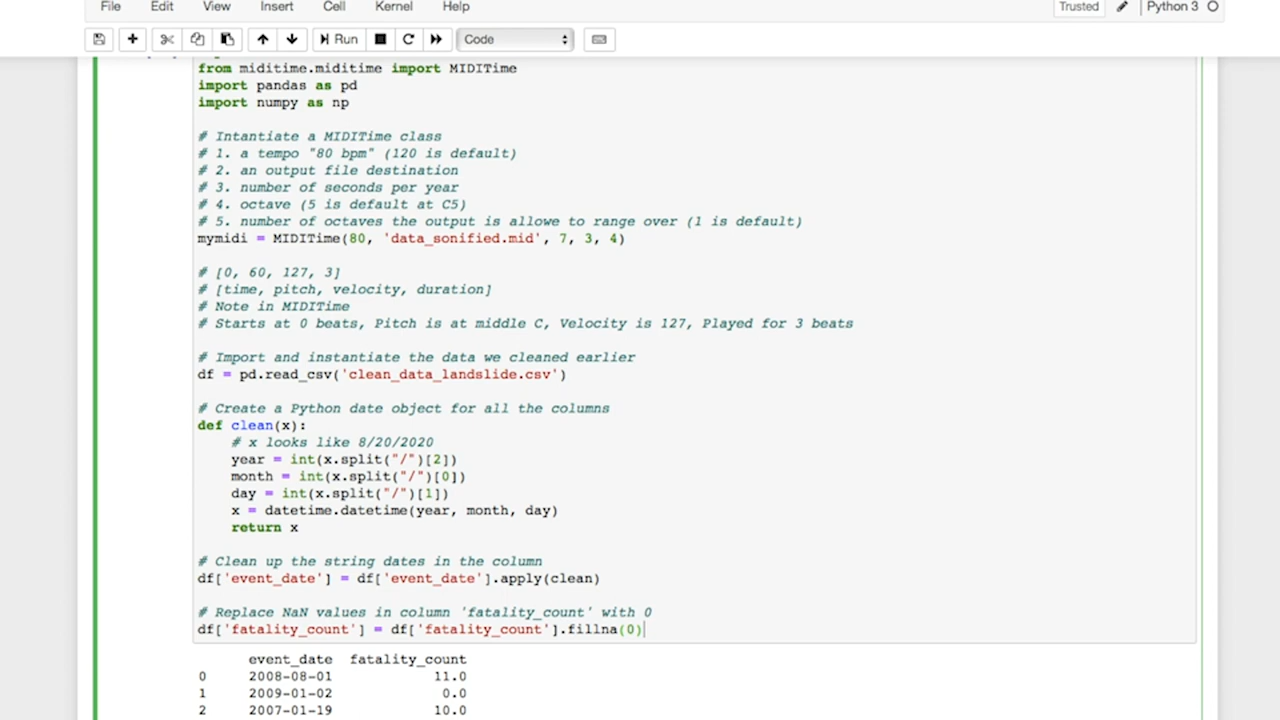 File Edit View Insert Cell Kernel Help Trusted Python 3
Run Code
from miditime.miditime import MIDITime
import pandas as pd
import numpy as np
# Intantiate a MIDITime class
# 1. a tempo "80 bpm" (120 is default)
# 2. an output file destination
# 3. number of seconds per year
# 4. octave (5 is default at C5)
# 5. number of octaves the output is allowe to range over (1 is default)
mymidi = MIDITime(80, 'data_sonified.mid', 7, 3, 4)
# [0, 60, 127, 3]
# [time, pitch, velocity, duration]
# Note in MIDITime
# Starts at 0 beats, Pitch is at middle C, Velocity is 127, Played for 3 beats
# Import and instantiate the data we cleaned earlier
df = pd.read_csv('clean_data_landslide.csv')
# Create a Python date object for all the columns
def clean(x):
# x looks like 8/20/2020
year = int(x.split("/")[2])
month = int(x.split("/")[0])
day = int(x.split("/")[1])
x = datetime.datetime(year, month, day)
return x
# Clean up the string dates in the column
df['event_date'] = df['event_date'].apply(clean)
# Replace NaN values in column 'fatality_count' with 0
df['fatality_count'] = df['fatality_count'].fillna(0)
event_date fatality_count
0 2008-08-01 11.0
1 2009-01-02 0.0
2 2007-01-19 10.0